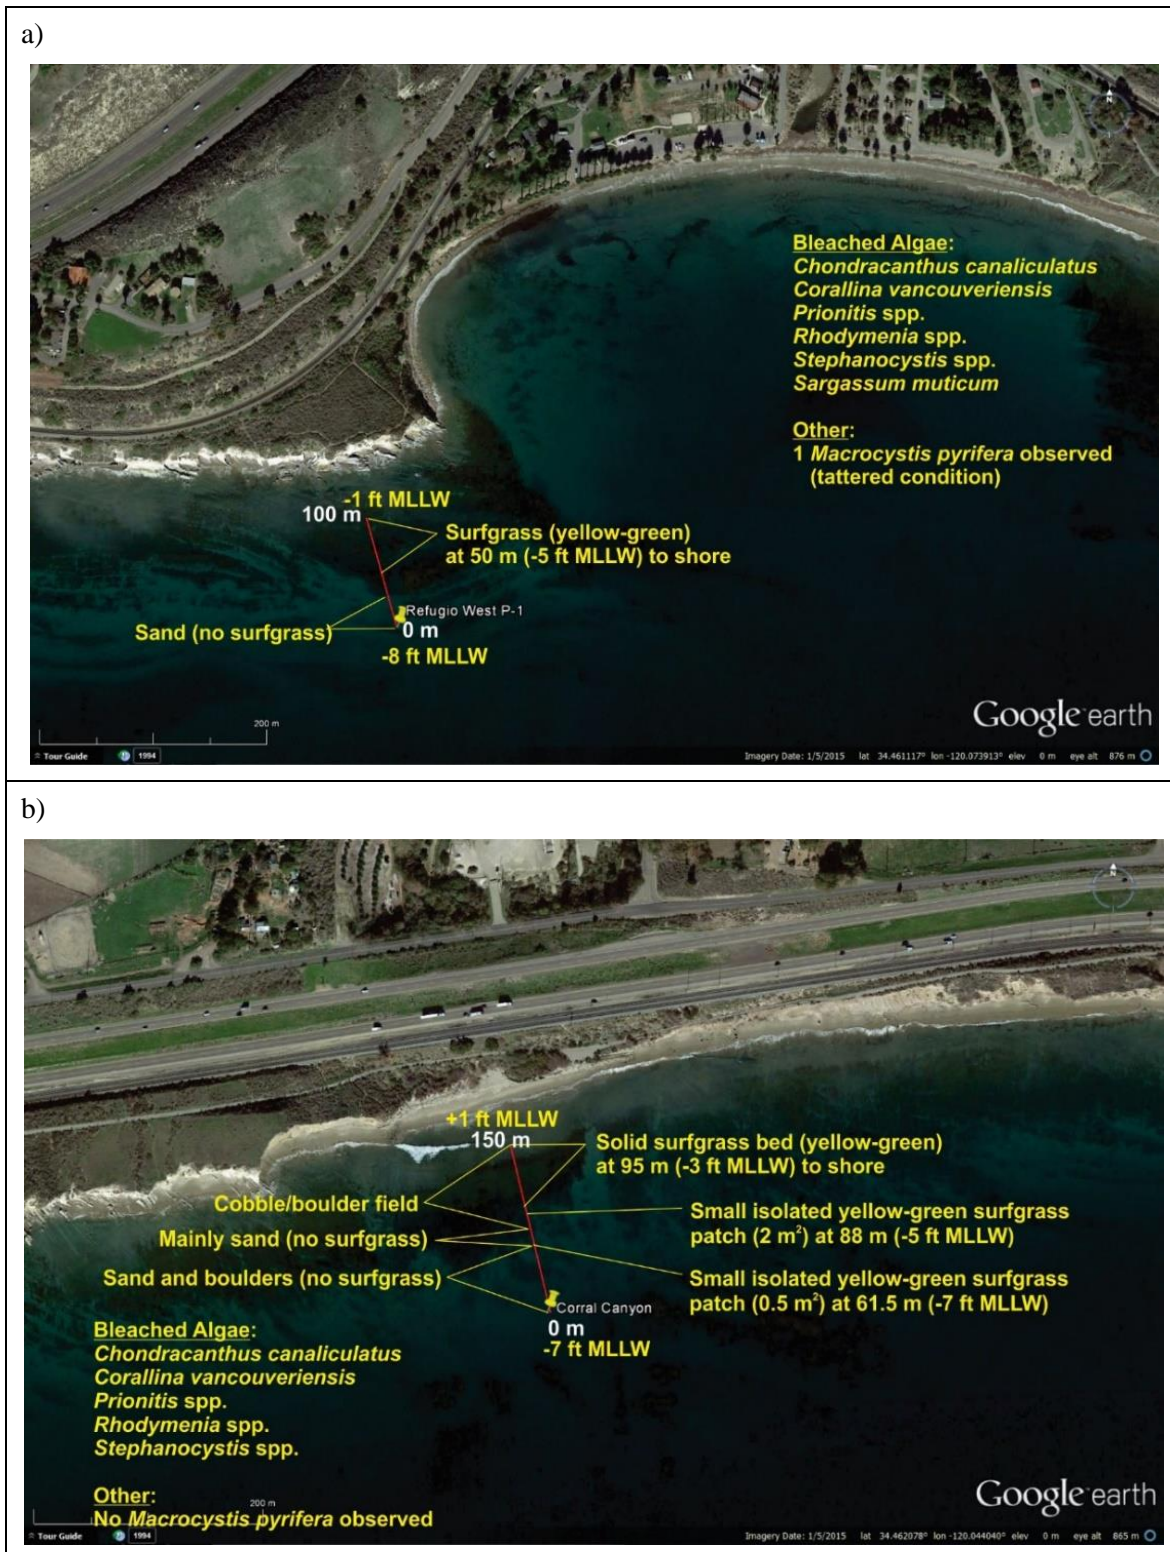 a)
N
Bleached Algae:
Chondracanthus canaliculatus
Corallina vancouveriensis
Prionitis spp.
Rhodymenia spp.
Stephanocystis spp.
Sargassum muticum
Other:
1 Macrocystis pyrifera observed
(tattered condition)
-1 ft MLLW
100 m
Surfgrass (yellow-green)
at 50 m (-5 ft MLLW) to shore
Refugio West P-1
Sand (no surfgrass)
0 m
-8 ft MLLW
200 m
Google earth
Tour Guide 1994 Imagery Date: 1/5/2015 lat 34.461117° lon -120.073913° elev 0 m eye alt 876 m
b)
+1 ft MLLW
150 m
Solid surfgrass bed (yellow-green)
at 95 m (-3 ft MLLW) to shore
Cobble/boulder field
Small isolated yellow-green surfgrass
patch (2 m²) at 88 m (-5 ft MLLW)
Mainly sand (no surfgrass)
Sand and boulders (no surfgrass)
Small isolated yellow-green surfgrass
patch (0.5 m²) at 61.5 m (-7 ft MLLW)
Corral Canyon
0 m
-7 ft MLLW
Bleached Algae:
Chondracanthus canaliculatus
Corallina vancouveriensis
Prionitis spp.
Rhodymenia spp.
Stephanocystis spp.
Other:
No Macrocystis pyrifera observed
200 m
Google earth
Tour Guide 1994 Imagery Date: 1/5/2015 lat 34.462078° lon -120.044040° elev 0 m eye alt 865 m